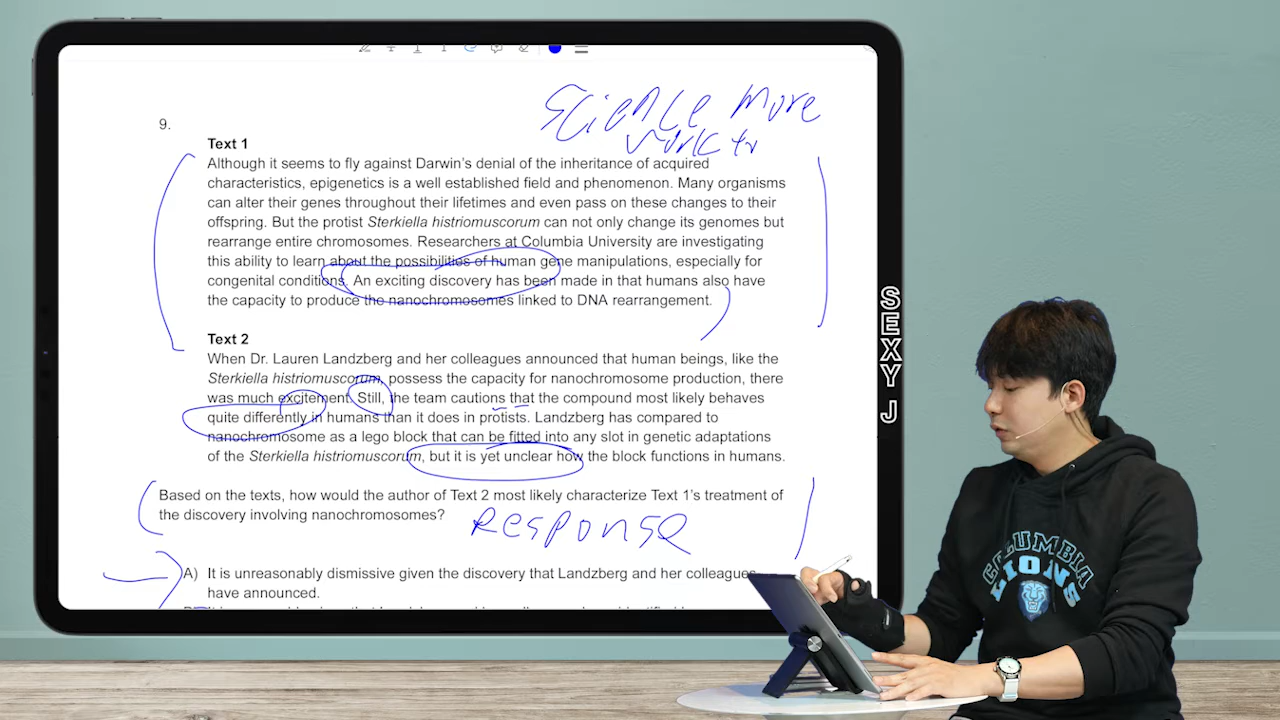 Science more
work to
9.
Text 1
Although it seems to fly against Darwin's denial of the inheritance of acquired
characteristics, epigenetics is a well established field and phenomenon. Many organisms
can alter their genes throughout their lifetimes and even pass on these changes to their
offspring. But the protist Sterkiella histriomuscorum can not only change its genomes but
rearrange entire chromosomes. Researchers at Columbia University are investigating
this ability to learn about the possibilities of human gene manipulations, especially for
congenital conditions. An exciting discovery has been made in that humans also have
the capacity to produce the nanochromosomes linked to DNA rearrangement.
Text 2
When Dr. Lauren Landzberg and her colleagues announced that human beings, like the
Sterkiella histriomuscorum, possess the capacity for nanochromosome production, there
was much excitement. Still, the team cautions that the compound most likely behaves
quite differently in humans than it does in protists. Landzberg has compared to
nanochromosome as a lego block that can be fitted into any slot in genetic adaptations
of the Sterkiella histriomuscorum, but it is yet unclear how the block functions in humans.
Based on the texts, how would the author of Text 2 most likely characterize Text 1's treatment of
the discovery involving nanochromosomes?
Response
A) It is unreasonably dismissive given the discovery that Landzberg and her colleagues
have announced.
SEXY J
COLUMBIA
LIONS